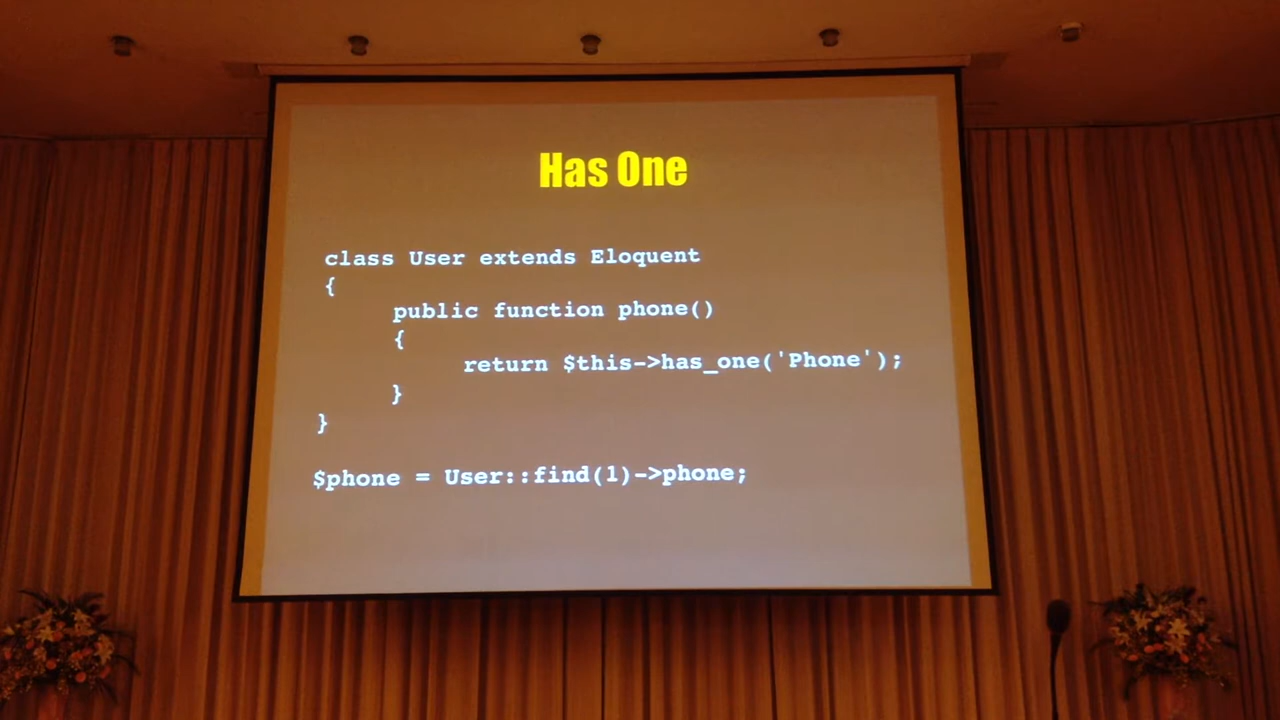 Has One
class User extends Eloquent
{
public function phone()
{
return $this->has_one('Phone');
}
}
$phone = User::find(1)->phone;